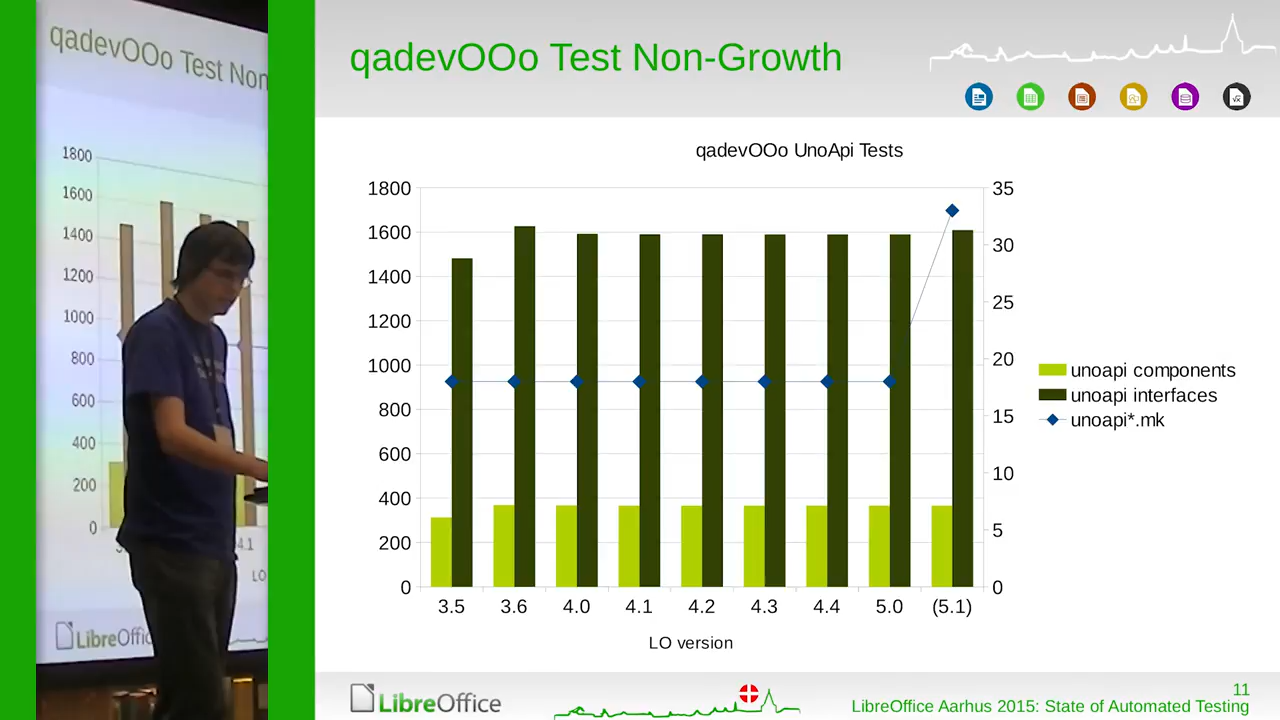 qadevOOo Test Non
1800
1600
1400
1200
1000
800
600
400
200
0
4.1
LO
LibreOffic
qadevOOo Test Non-Growth
qadevOOo UnoApi Tests
1800
1600
1400
1200
1000
800
600
400
200
0
35
30
25
20
15
10
5
0
3.5 3.6 4.0 4.1 4.2 4.3 4.4 5.0 (5.1)
LO version
unoapi components
unoapi interfaces
unoapi*.mk
LibreOffice
11
LibreOffice Aarhus 2015: State of Automated Testing